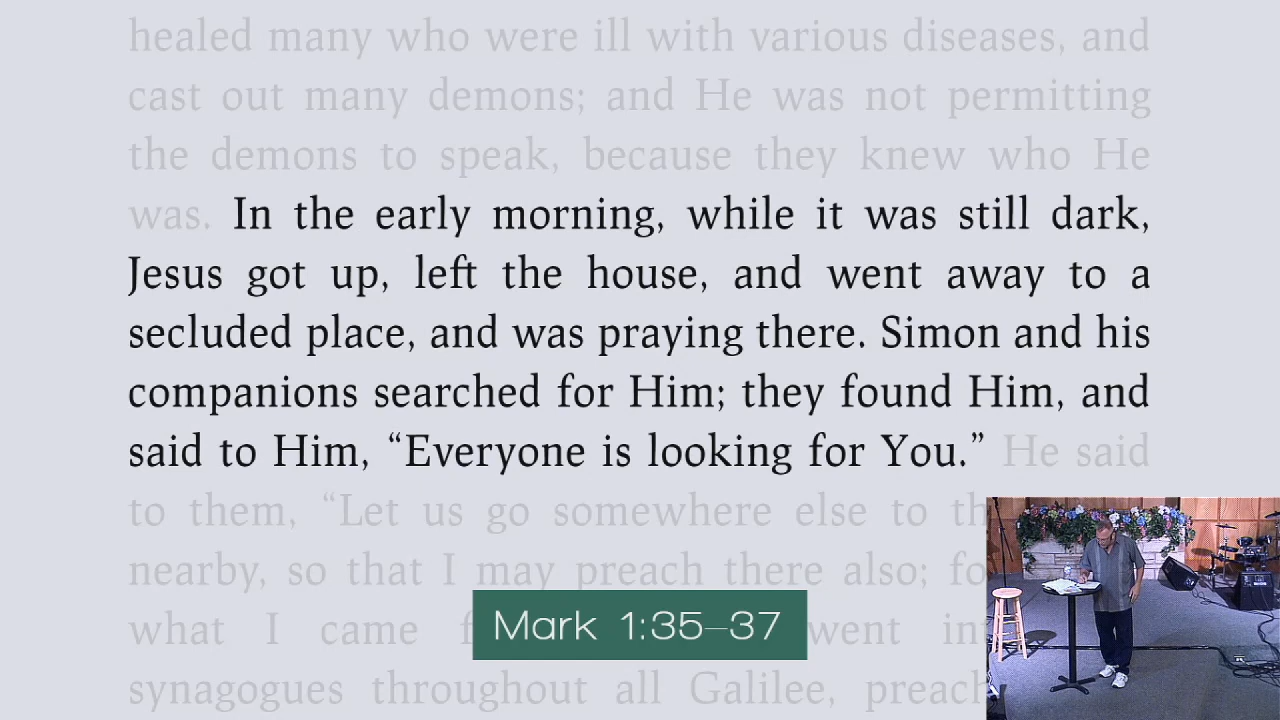 healed many who were ill with various diseases, and
cast out many demons; and He was not permitting
the demons to speak, because they knew who He
was. In the early morning, while it was still dark,
Jesus got up, left the house, and went away to a
secluded place, and was praying there. Simon and his
companions searched for Him; they found Him, and
said to Him, “Everyone is looking for You.” He said
to them, “Let us go somewhere else to
nearby, so that I may preach there also;
what I came went
synagogues throughout all Galilee,
Mark 1:35–37